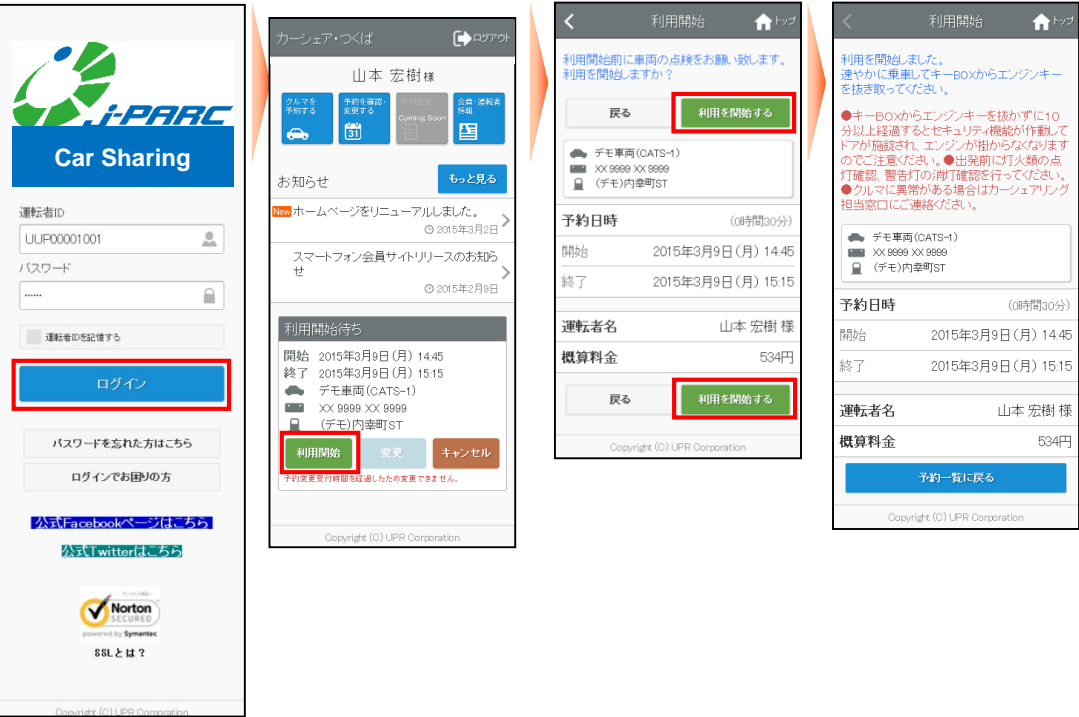 j-PARC
Car Sharing
運転者ID
UUP00001001
パスワード
••••••
運転者IDを記憶する
ログイン
パスワードを忘れた方はこちら
ログインでお困りの方
公式Facebookページはこちら
公式Twitterはこちら
Norton
SECURED
powered by Symantec
SSLとは?
Copyright (C) UPR Corporation
カーシェア・つくば
ログアウト
山本 宏樹 様
クルマを
予約する
予約を確認・
変更する
31
Coming Soon
会員・運転者
情報
お知らせ
もっと見る
New ホームページをリニューアルしました。
2015年3月2日
スマートフォン会員サイトリリースのお知ら
せ
2015年2月9日
利用開始待ち
開始 2015年3月9日(月) 14:45
終了 2015年3月9日(月) 15:15
デモ車両(CATS-1)
XX 9999 XX 9999
(デモ)内幸町ST
利用開始
変更
キャンセル
予約変更受付時間を経過したため変更できません。
Copyright (C) UPR Corporation
利用開始
トップ
利用開始前に車両の点検をお願い致します。
利用を開始しますか?
戻る
利用を開始する
デモ車両(CATS-1)
XX 9999 XX 9999
(デモ)内幸町ST
予約日時 (0時間30分)
開始 2015年3月9日(月) 14:45
終了 2015年3月9日(月) 15:15
運転者名 山本 宏樹 様
概算料金 534円
戻る
利用を開始する
Copyright (C) UPR Corporation
利用開始
トップ
利用を開始しました。
速やかに乗車してキーBOXからエンジンキー
を抜き取ってください。
●キーBOXからエンジンキーを抜かずに10
分以上経過するとセキュリティ機能が作動して
ドアが施錠され、エンジンが掛からなくなります
のでご注意ください。●出発前に灯火類の点
灯確認、警告灯の消灯確認を行ってください。
●クルマに異常がある場合はカーシェアリング
担当窓口にご連絡ください。
デモ車両(CATS-1)
XX 9999 XX 9999
(デモ)内幸町ST
予約日時 (0時間30分)
開始 2015年3月9日(月) 14:45
終了 2015年3月9日(月) 15:15
運転者名 山本 宏樹 様
概算料金 534円
予約一覧に戻る
Copyright (C) UPR Corporation